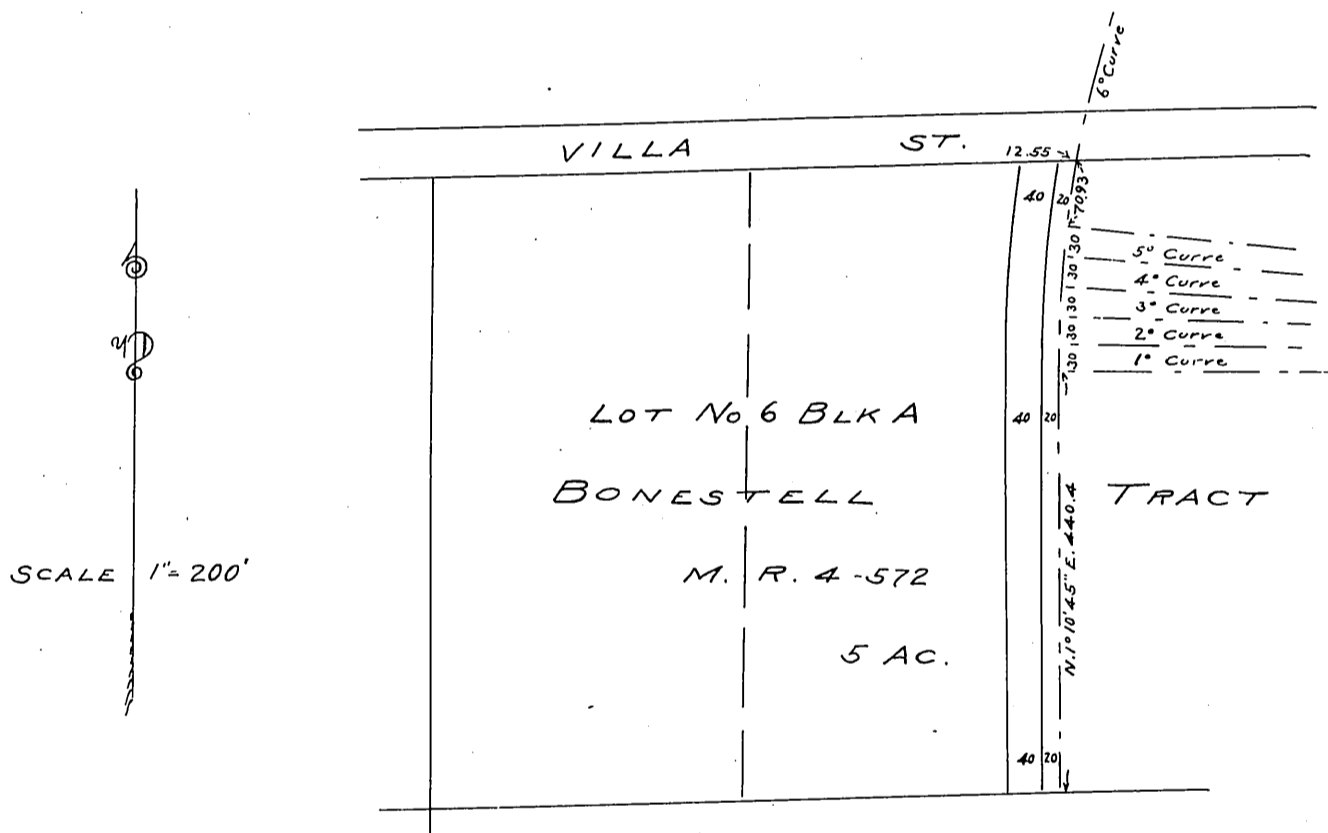 6° Curve
VILLA ST.
12.55
40 20 70.93
30 30 30 30 30
5° Curve
4° Curve
3° Curve
2° Curve
1° Curve
LOT No 6 BLK A
40 20
BONESTELL TRACT
N. 1° 10' 45" E. 440.4
SCALE 1" = 200'
M. R. 4-572
5 AC.
40 20